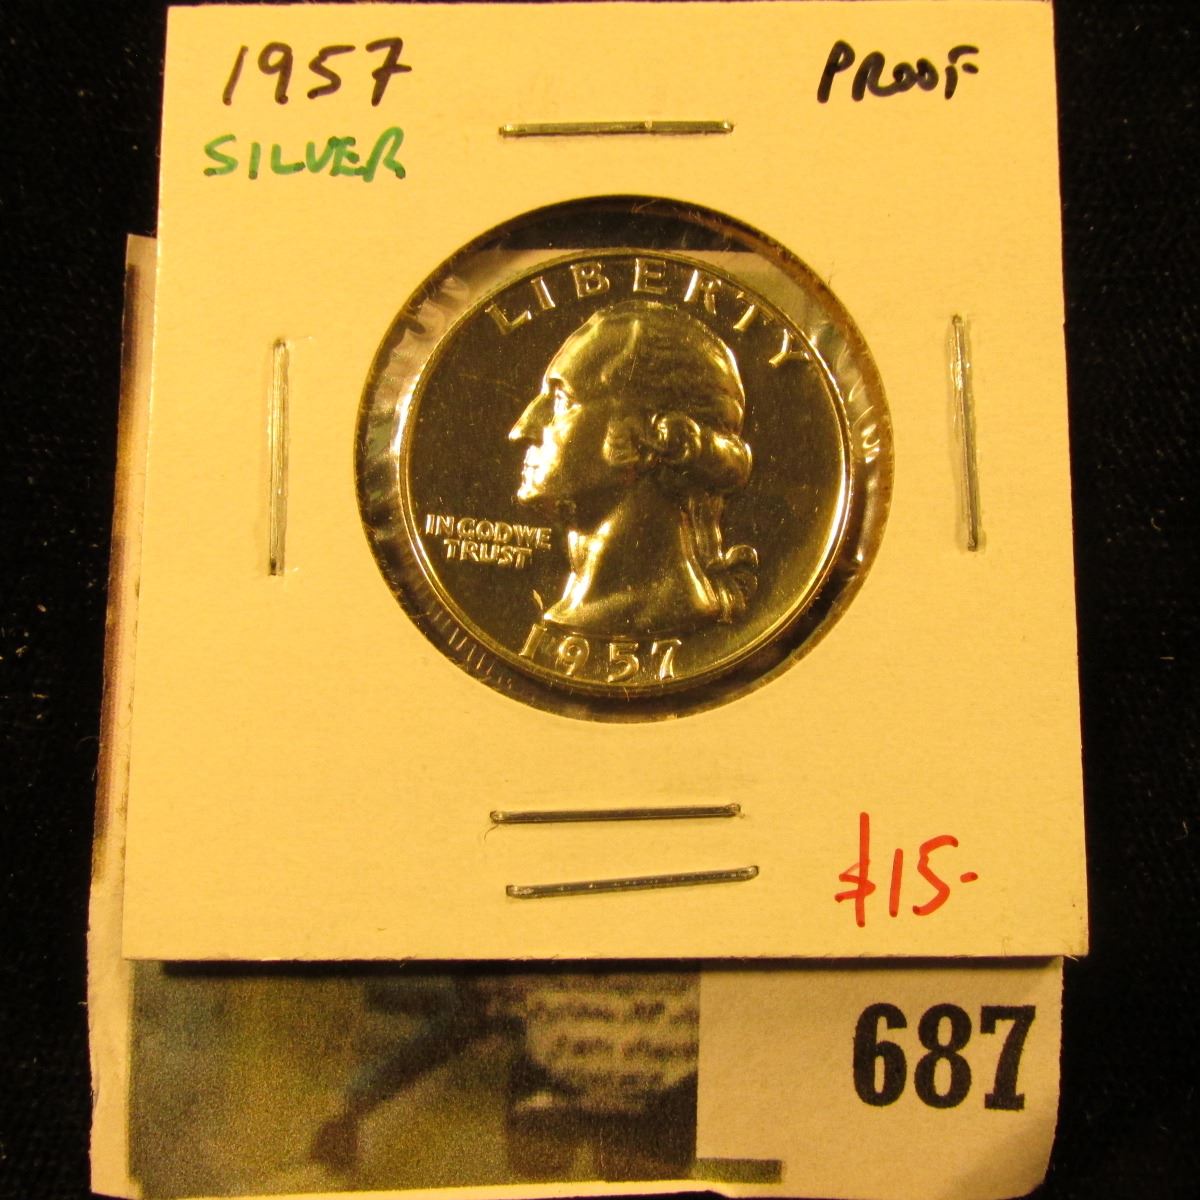 1957
PROOF
SILVER
LIBERTY
IN GOD WE
TRUST
1957
$15-
687